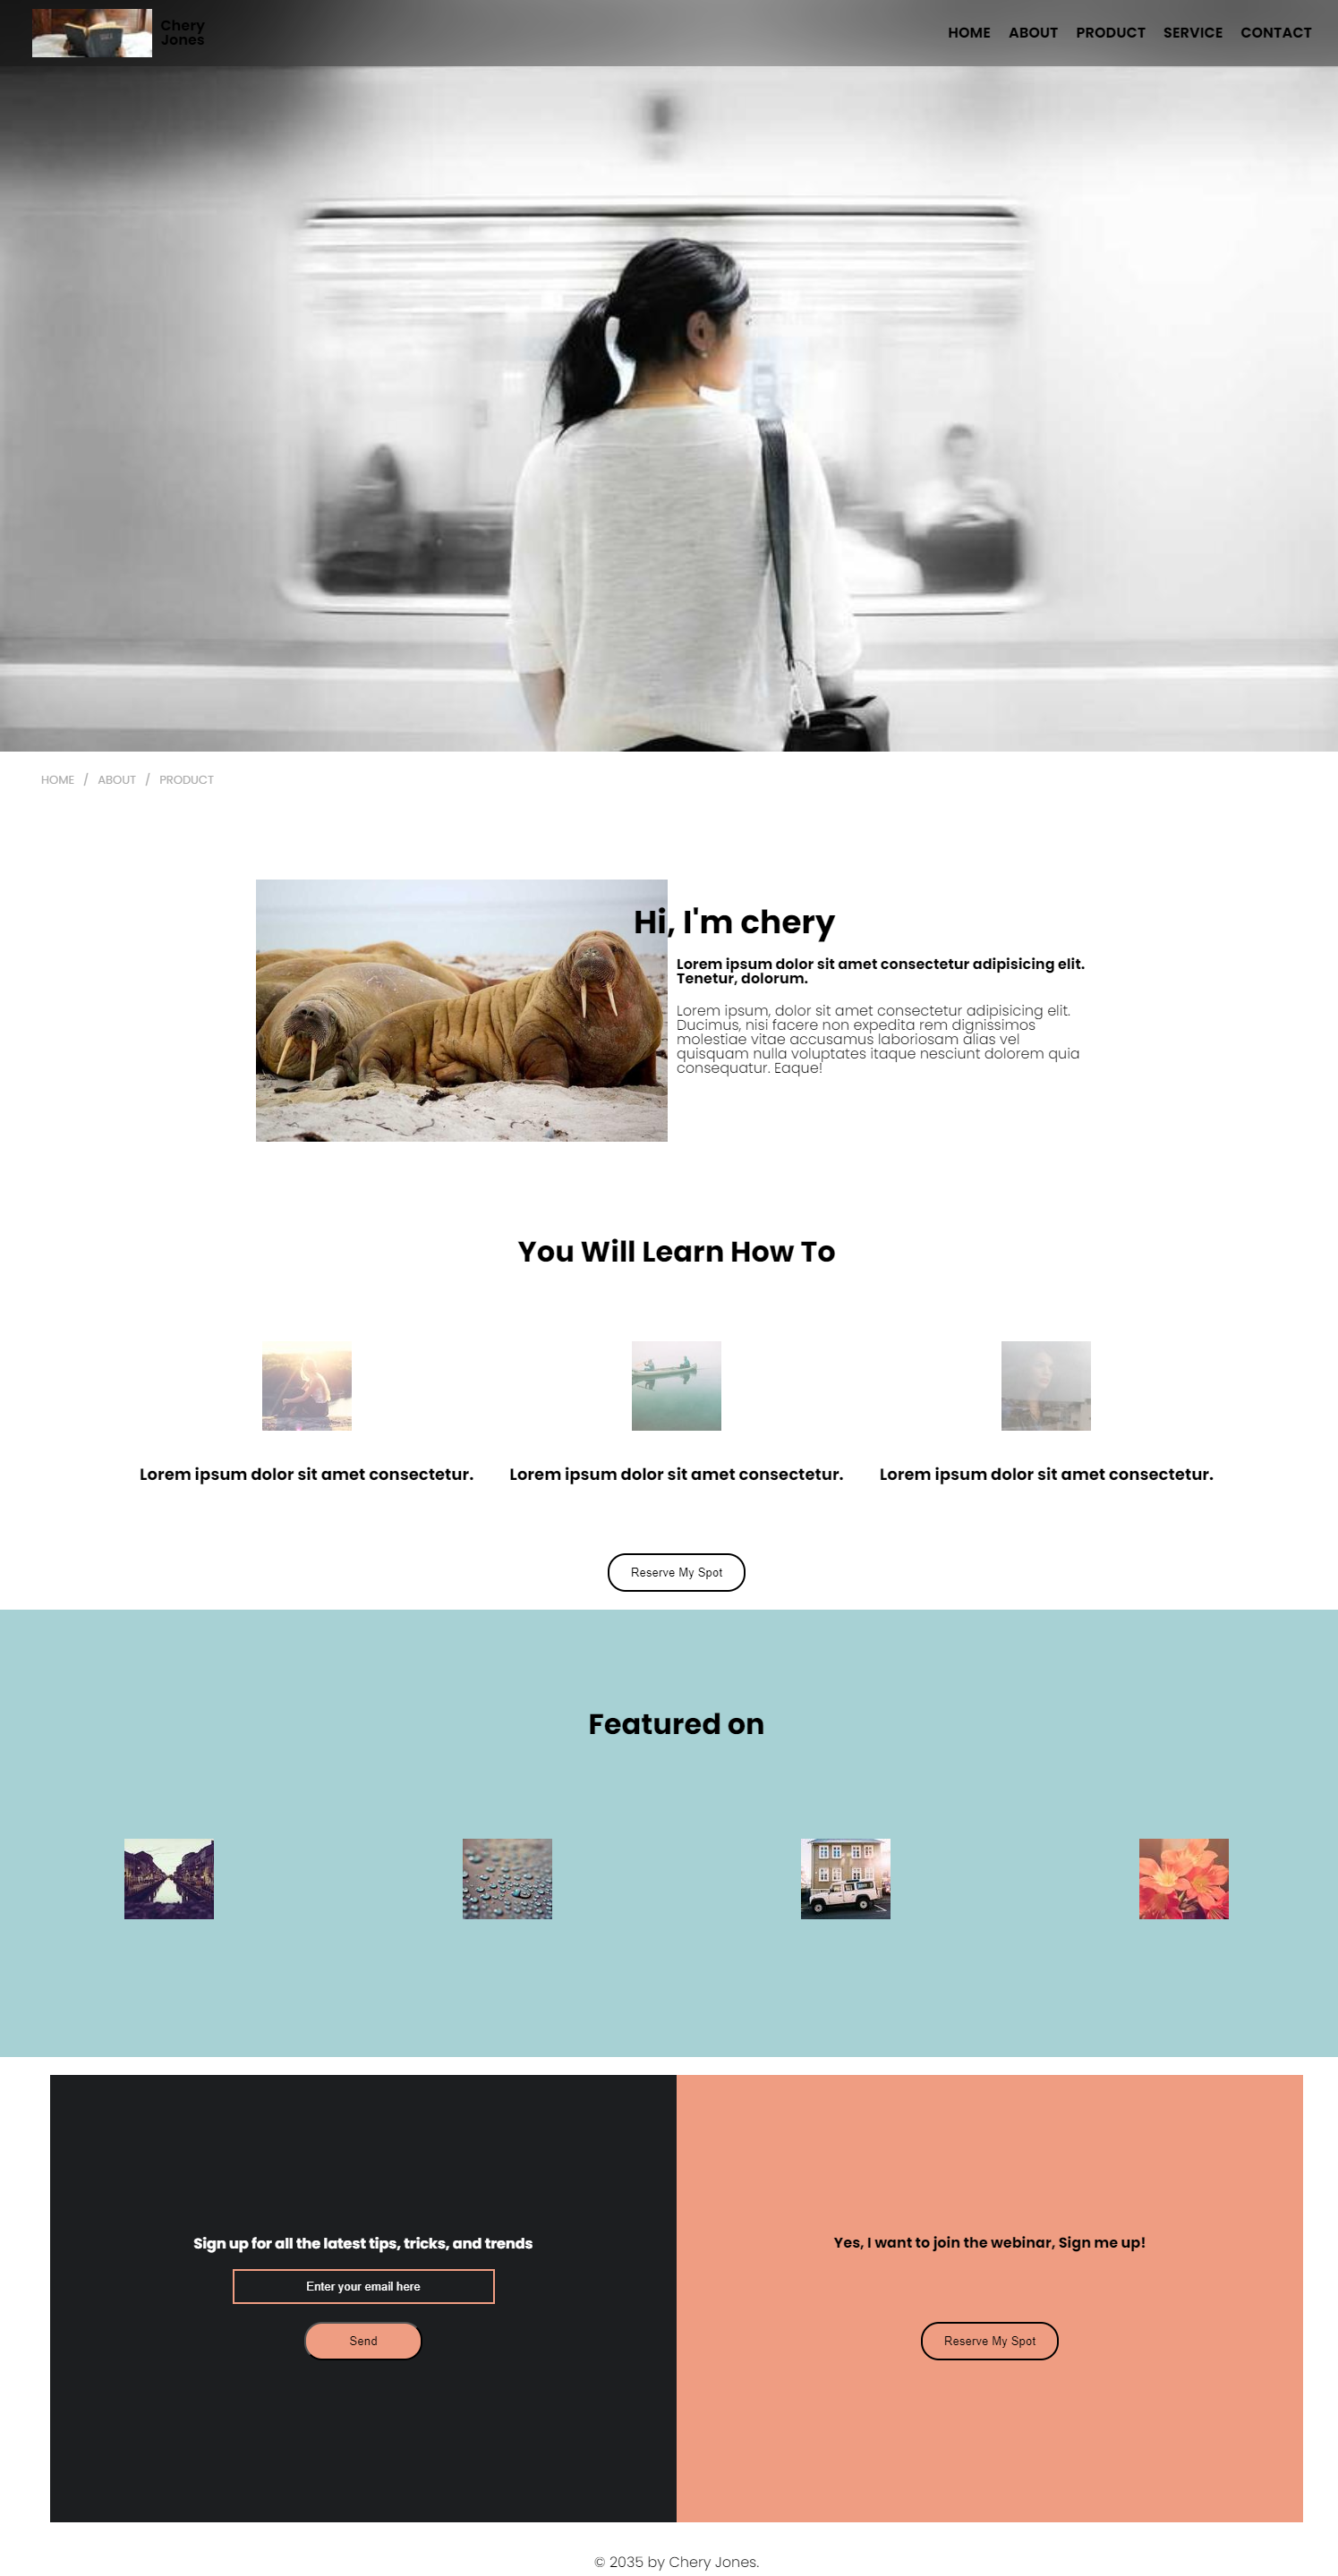 Chery
Jones
HOME ABOUT PRODUCT SERVICE CONTACT
HOME / ABOUT / PRODUCT
Hi, I'm chery
Lorem ipsum dolor sit amet consectetur adipisicing elit.
Tenetur, dolorum.
Lorem ipsum, dolor sit amet consectetur adipisicing elit.
Ducimus, nisi facere non expedita rem dignissimos
molestiae vitae accusamus laboriosam alias vel
quisquam nulla voluptates itaque nesciunt dolorem quia
consequatur. Eaque!
You Will Learn How To
Lorem ipsum dolor sit amet consectetur. Lorem ipsum dolor sit amet consectetur. Lorem ipsum dolor sit amet consectetur.
Reserve My Spot
Featured on
Sign up for all the latest tips, tricks, and trends
Enter your email here
Send
Yes, I want to join the webinar, Sign me up!
Reserve My Spot
© 2035 by Chery Jones.